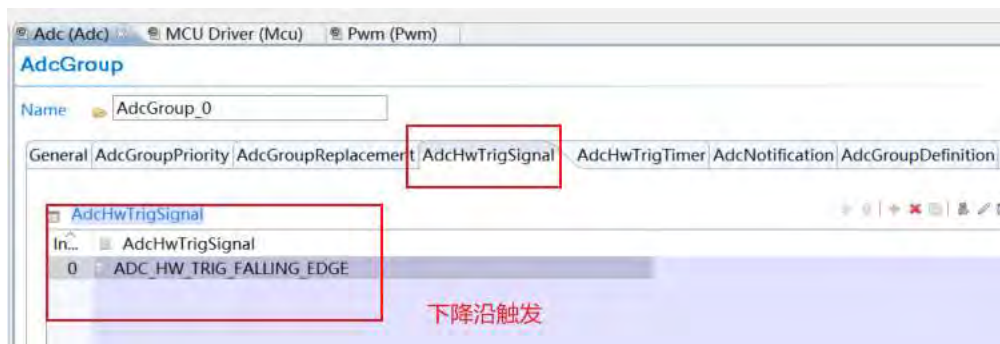 Adc (Adc) MCU Driver (Mcu) Pwm (Pwm)
AdcGroup
Name AdcGroup_0
General AdcGroupPriority AdcGroupReplacement AdcHwTrigSignal AdcHwTrigTimer AdcNotification AdcGroupDefinition
AdcHwTrigSignal
In... AdcHwTrigSignal
0 ADC_HW_TRIG_FALLING_EDGE
下降沿触发